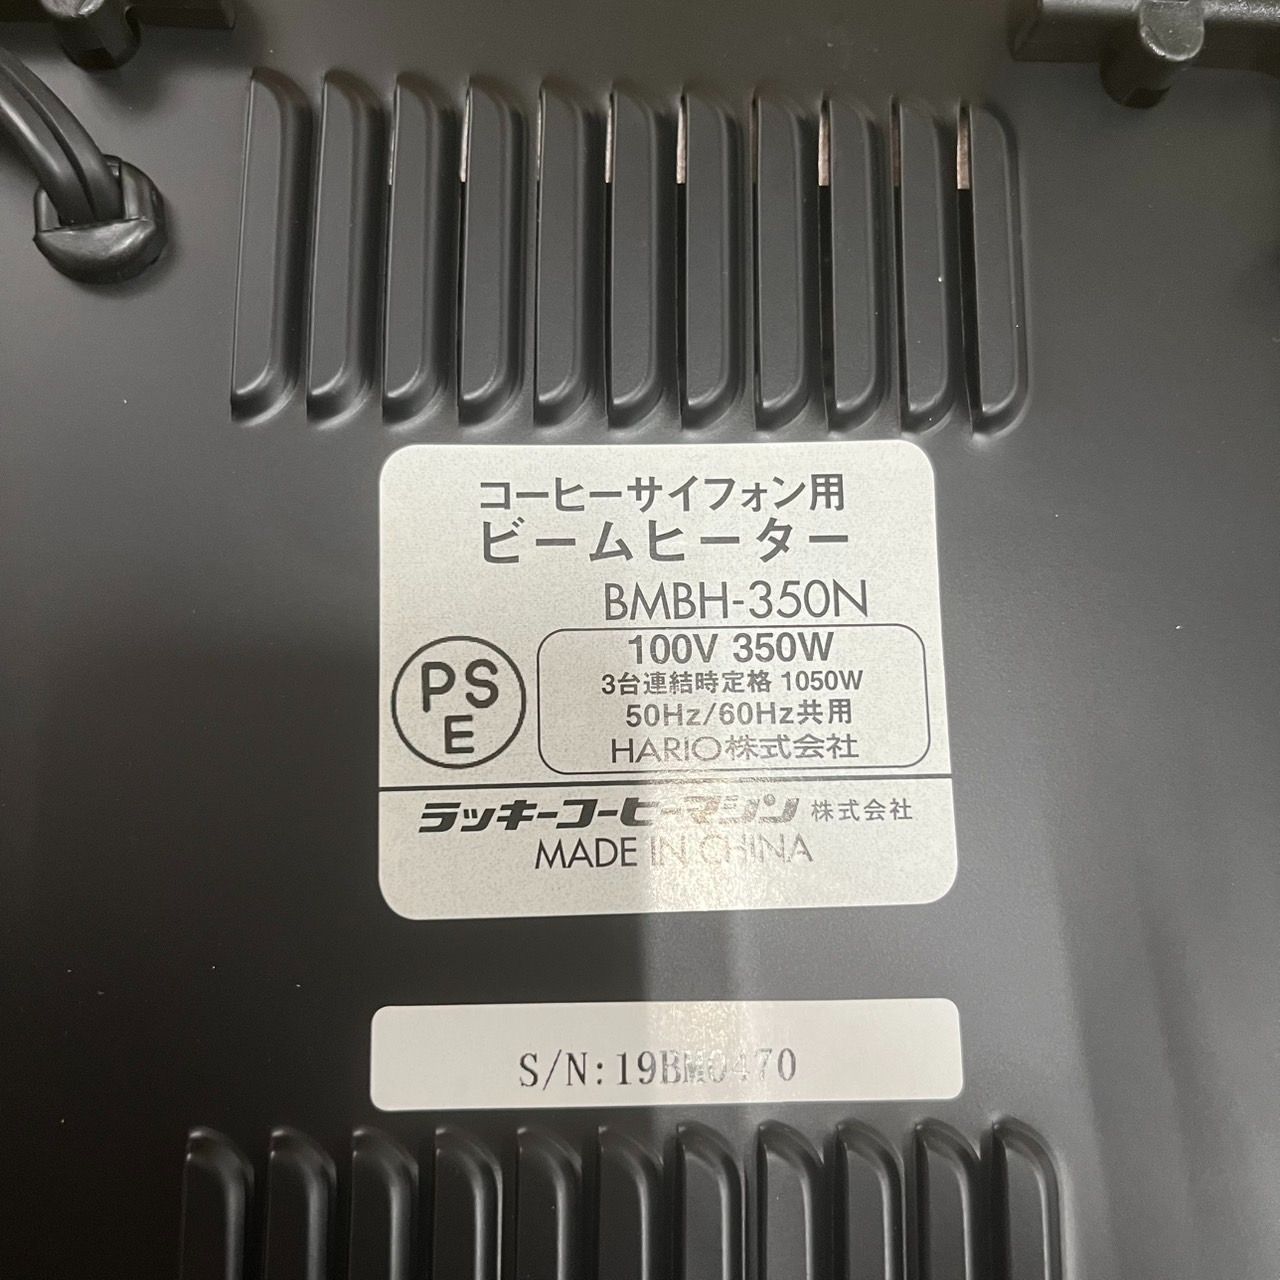 コーヒーサイフォン用
ビームヒーター
BMBH-350N
PS
E
100V 350W
3台連結時定格 1050W
50Hz/60Hz共用
HARIO株式会社
ラッキーコーヒーマシン 株式会社
MADE IN CHINA
S/N:19BM0470